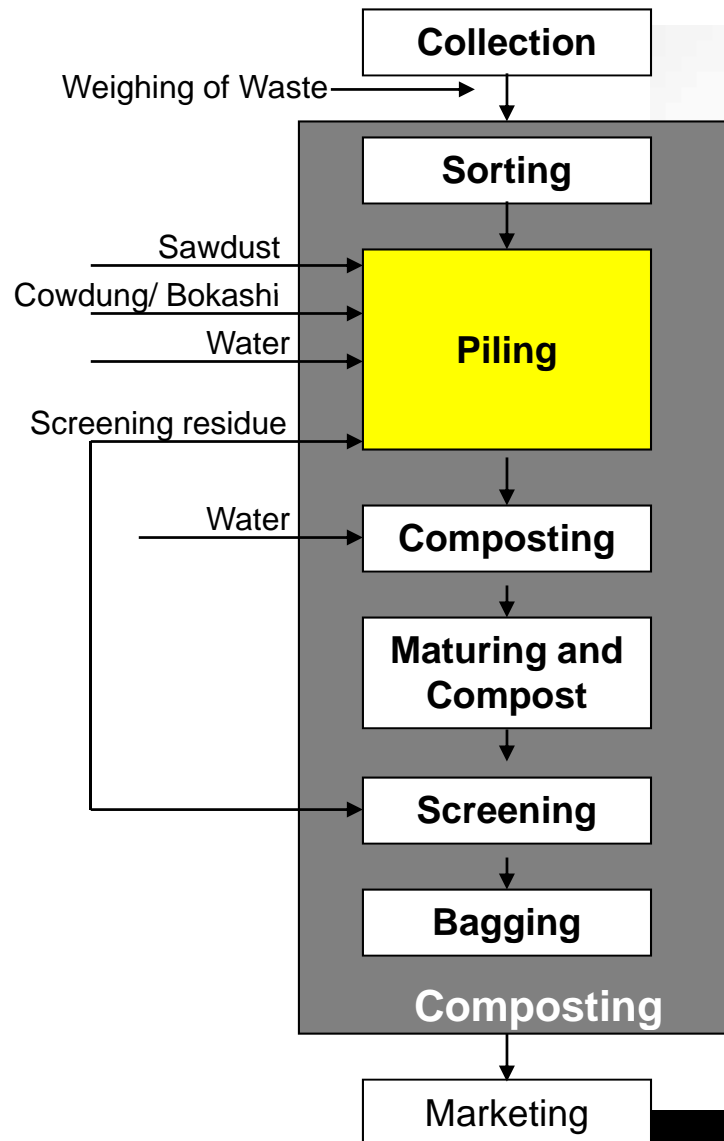 Collection
Weighing of Waste
Sorting
Sawdust
Cowdung/ Bokashi
Water
Piling
Screening residue
Water
Composting
Maturing and
Compost
Screening
Bagging
Composting
Marketing